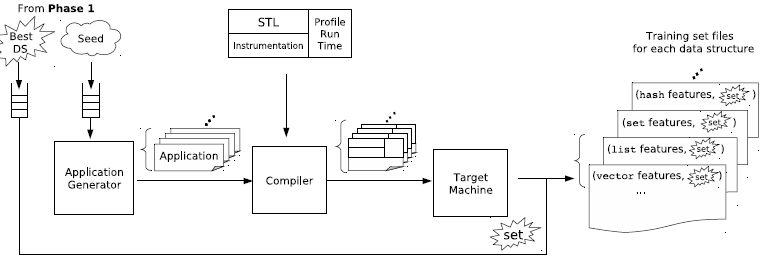 From Phase 1
Best
DS
Seed
STL
Instrumentation
Profile
Run
Time
Training set files
for each data structure
(hash features, set )
(set features, set )
(list features, set )
(vector features, set )
...
Application
Generator
Application
Compiler
Target
Machine
set